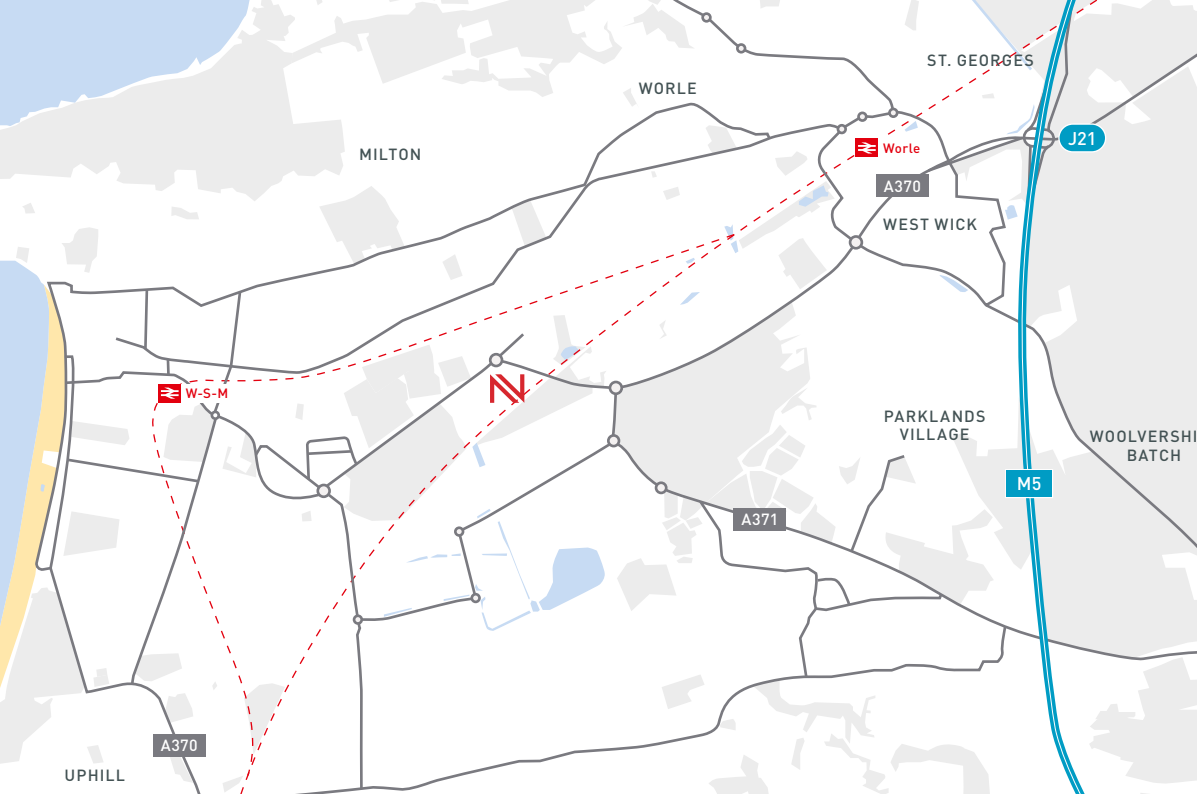 ST. GEORGES
WORLE
J21
MILTON
Worle
A370
WEST WICK
W-S-M
PARKLANDS
VILLAGE
WOOLVERSHI
BATCH
M5
A371
A370
UPHILL